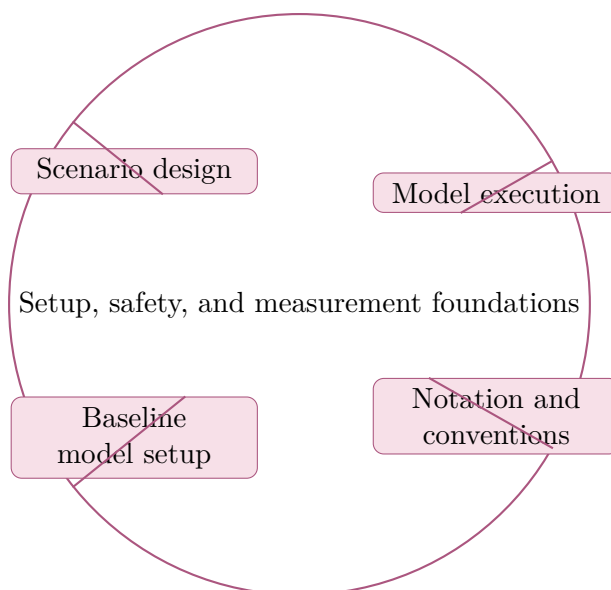 Scenario design
Model execution
Setup, safety, and measurement foundations
Baseline
model setup
Notation and
conventions